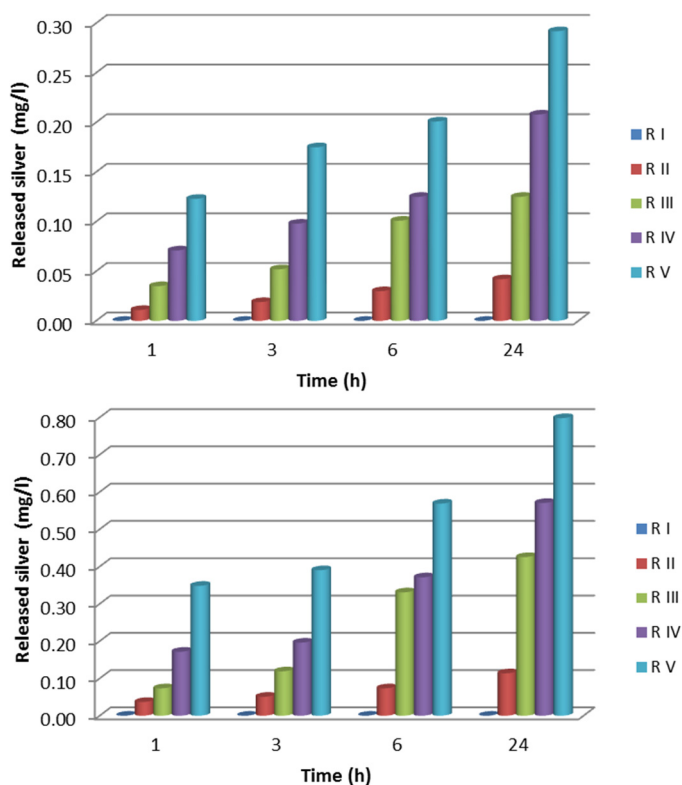 Released silver (mg/l)
0.30
0.25
0.20
0.15
0.10
0.05
0.00
1 3 6 24
Time (h)
R I
R II
R III
R IV
R V
Released silver (mg/l)
0.80
0.70
0.60
0.50
0.40
0.30
0.20
0.10
0.00
1 3 6 24
Time (h)
R I
R II
R III
R IV
R V